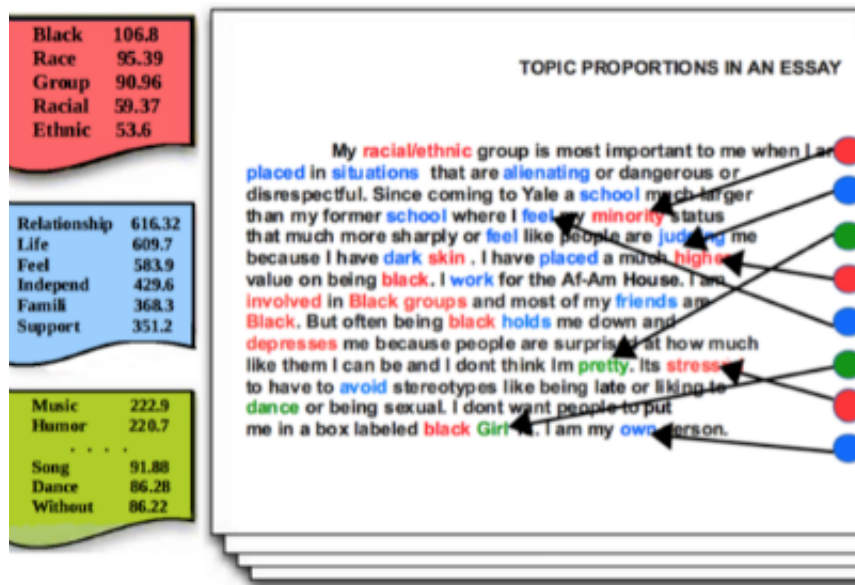 Black 106.8
Race 95.39
Group 90.96
Racial 59.37
Ethnic 53.6
Relationship 616.32
Life 609.7
Feel 583.9
Independ 429.6
Famili 368.3
Support 351.2
Music 222.9
Humor 220.7
. . . .
Song 91.88
Dance 86.28
Without 86.22
TOPIC PROPORTIONS IN AN ESSAY
My racial/ethnic group is most important to me when I
placed in situations that are alienating or dangerous or
disrespectful. Since coming to Yale a school much larger
than my former school where I feel my minority status
that much more sharply or feel like people are judging me
because I have dark skin . I have placed a much higher
value on being black. I work for the Af-Am House. I am
involved in Black groups and most of my friends are
Black. But often being black holds me down and
depresses me because people are surprised at how much
like them I can be and I dont think Im pretty. Its
to have to avoid stereotypes like being late or liking to
dance or being sexual. I dont want people to put
me in a box labeled black Girl I am my own person.